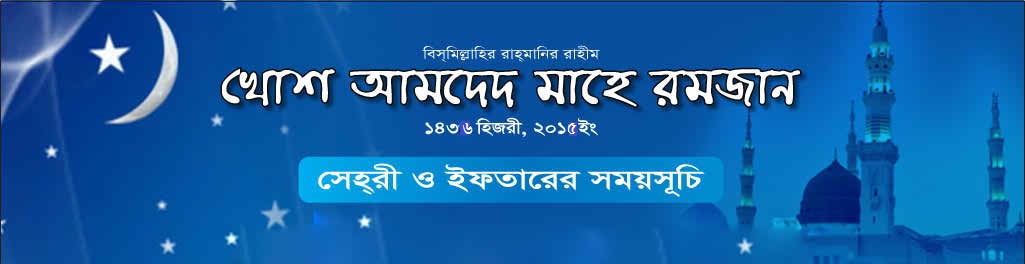 বিস্‌মিল্লাহির রাহ্‌মানির রাহীম
খোশ আমদেদ মাহে রমজান
১৪৩৬ হিজরী, ২০১৫ইং
সেহ্‌রী ও ইফতারের সময়সূচি